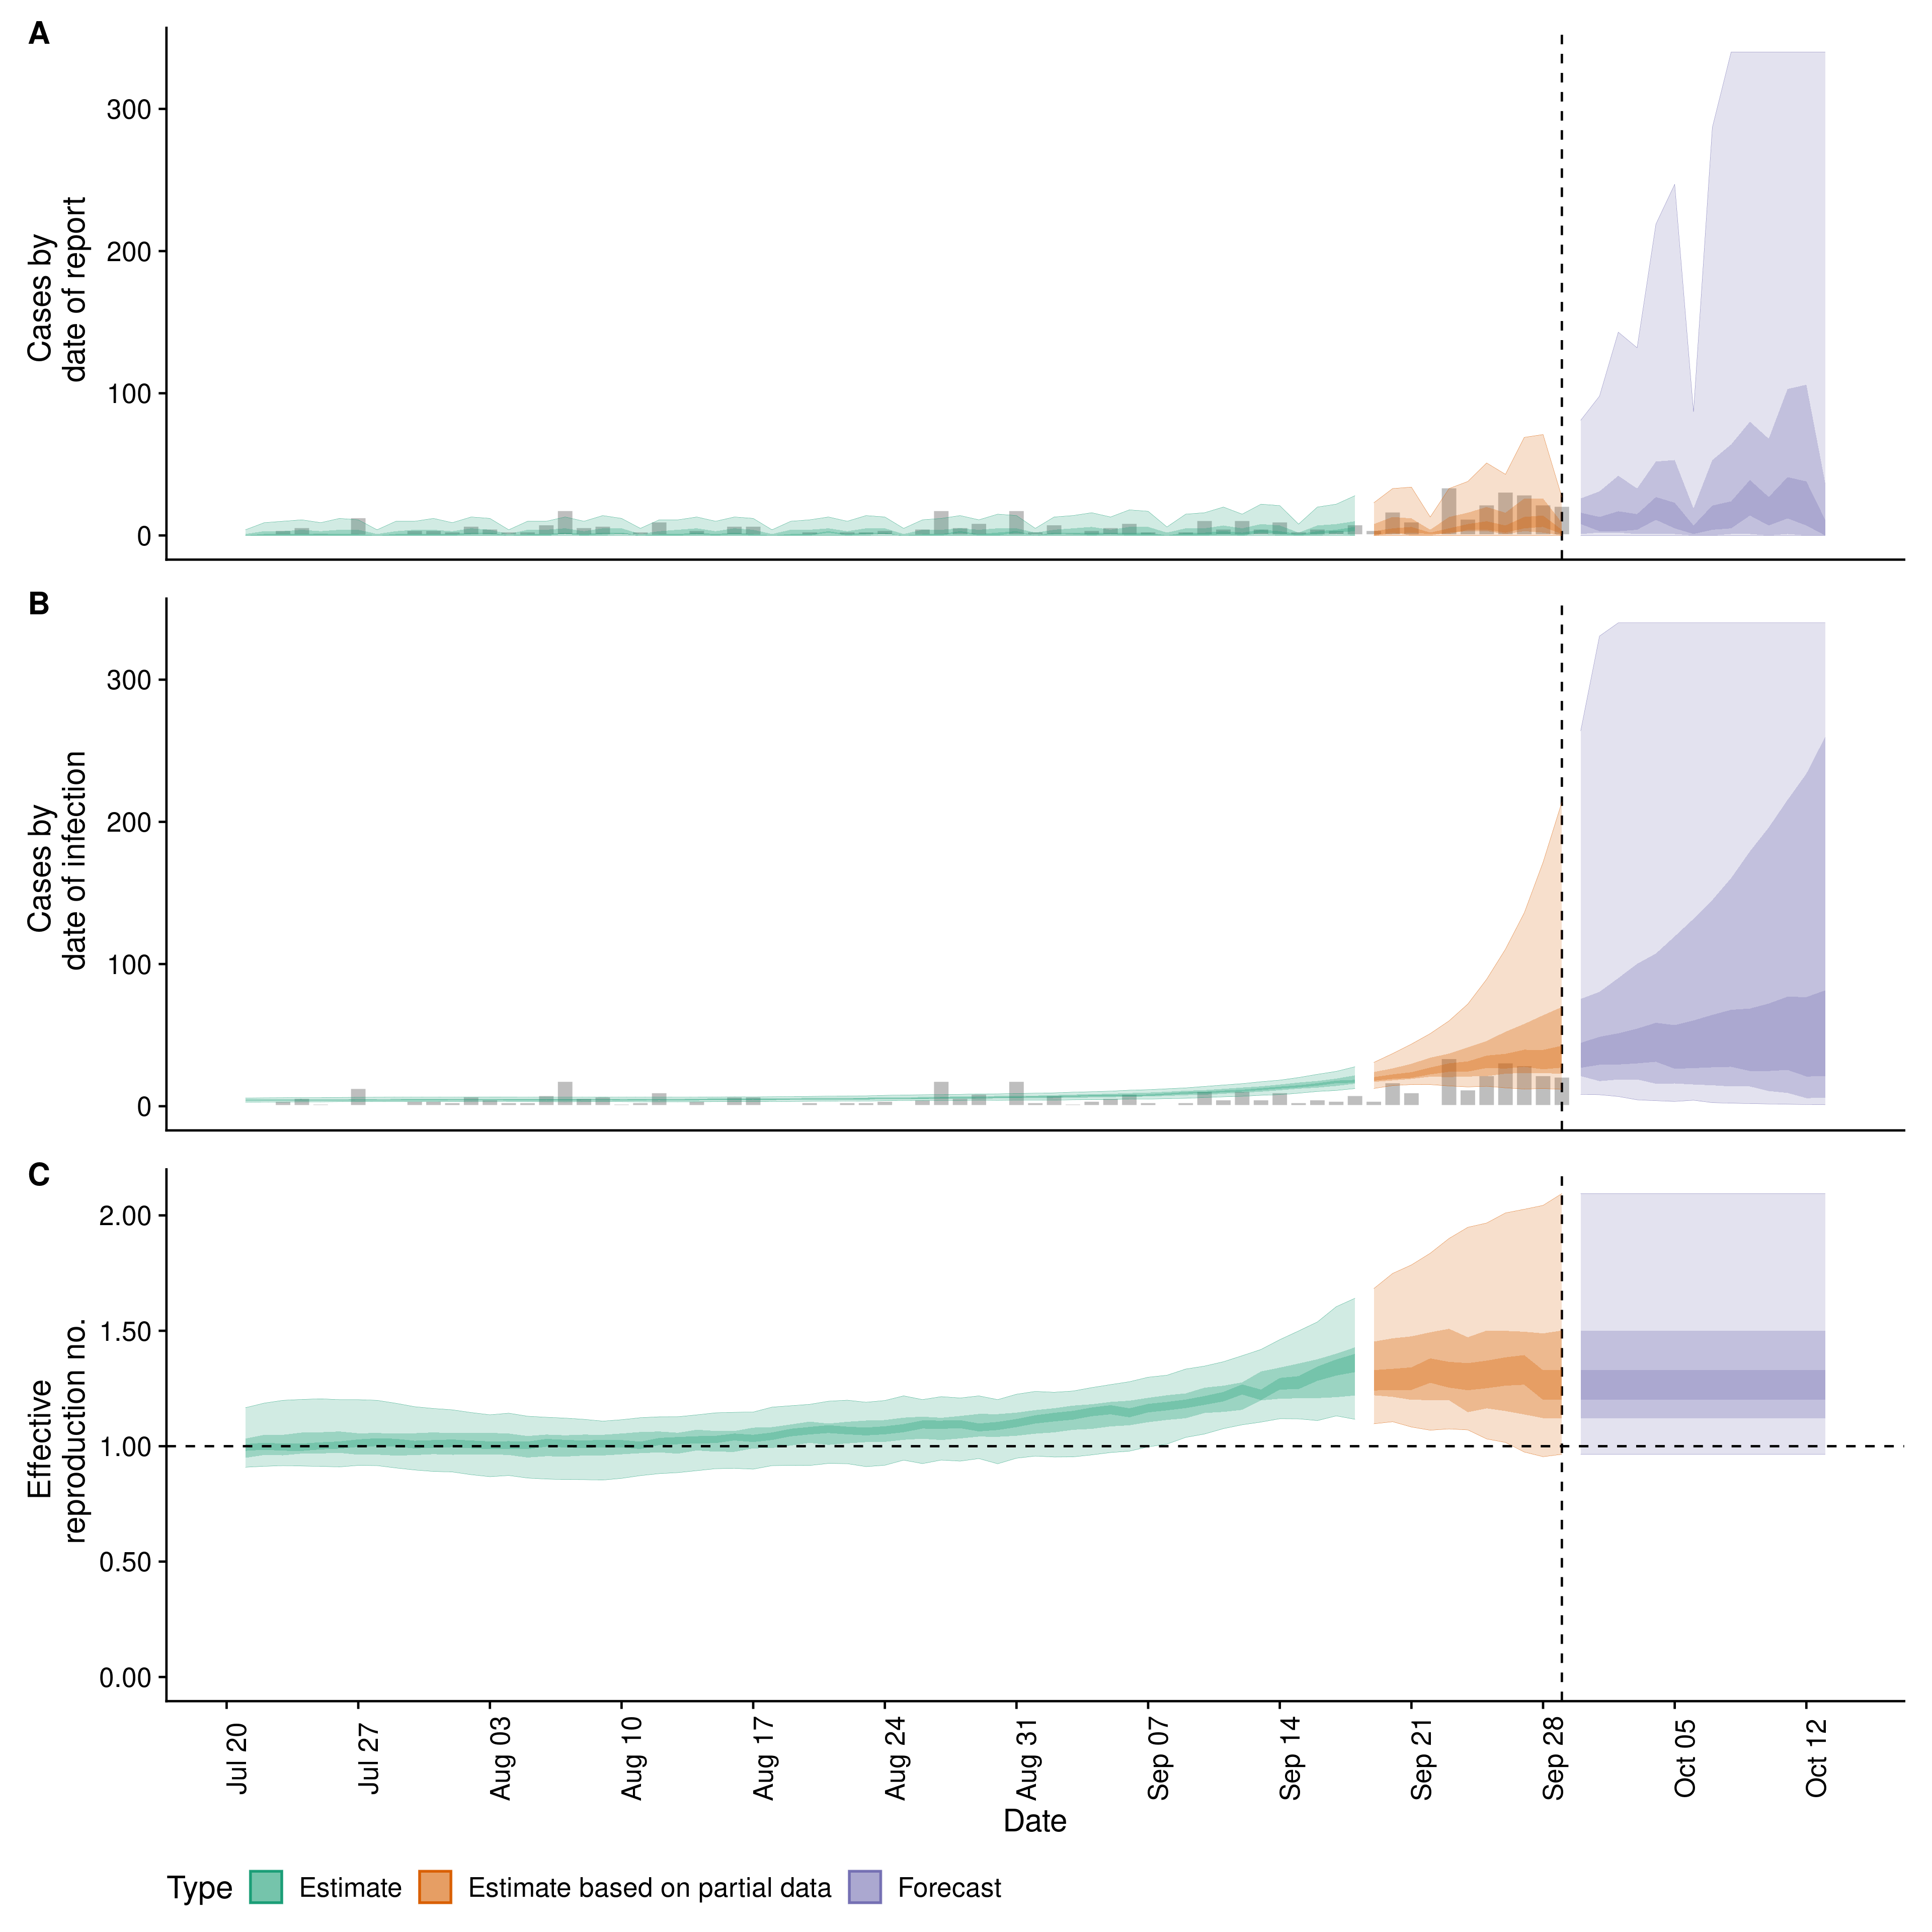 A
Cases by
date of report
300
200
100
0
B
Cases by
date of infection
300
200
100
0
C
Effective
reproduction no.
2.00
1.50
1.00
0.50
0.00
Jul 20
Jul 27
Aug 03
Aug 10
Aug 17
Aug 24
Aug 31
Sep 07
Sep 14
Sep 21
Sep 28
Oct 05
Oct 12
Date
Type
Estimate
Estimate based on partial data
Forecast